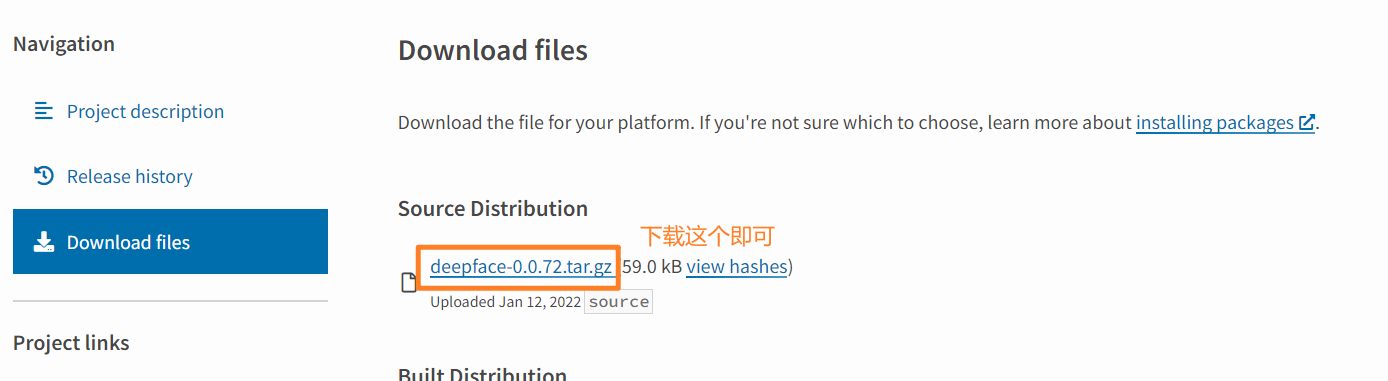 Navigation
Project description
Release history
Download files
Project links
Download files
Download the file for your platform. If you're not sure which to choose, learn more about installing packages.
Source Distribution
下载这个即可
deepface-0.0.72.tar.gz 59.0 kB view hashes)
Uploaded Jan 12, 2022 source
Built Distribution